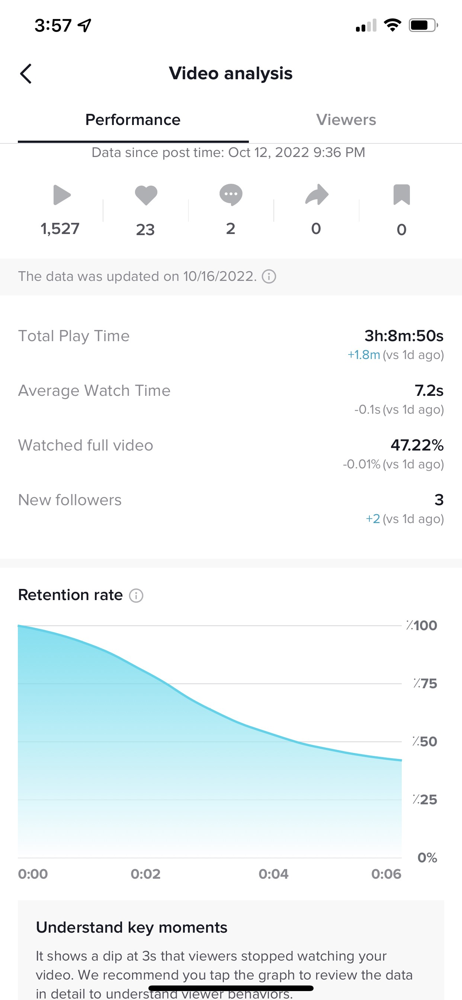 3:57
Video analysis
Performance Viewers
Data since post time: Oct 12, 2022 9:36 PM
1,527 23 2 0 0
The data was updated on 10/16/2022.
Total Play Time 3h:8m:50s
+1.8m (vs 1d ago)
Average Watch Time 7.2s
-0.1s (vs 1d ago)
Watched full video 47.22%
-0.01% (vs 1d ago)
New followers 3
+2 (vs 1d ago)
Retention rate
٪100
٪75
٪50
٪25
0%
0:00 0:02 0:04 0:06
Understand key moments
It shows a dip at 3s that viewers stopped watching your
video. We recommend you tap the graph to review the data
in detail to understand viewer behaviors.